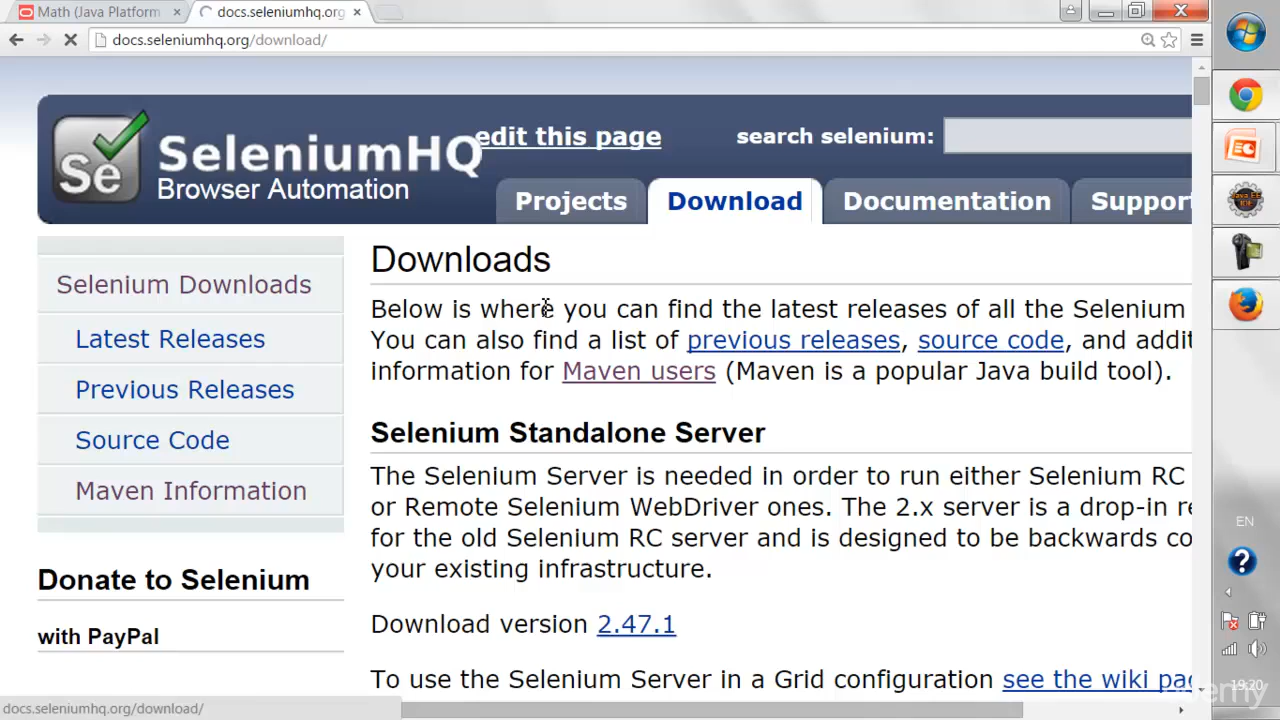 Math (Java Platform
docs.seleniumhq.org
docs.seleniumhq.org/download/
Se
SeleniumHQ
Browser Automation
edit this page
search selenium:
Projects
Download
Documentation
Support
Selenium Downloads
Latest Releases
Previous Releases
Source Code
Maven Information
Donate to Selenium
with PayPal
Downloads
Below is where you can find the latest releases of all the Selenium
You can also find a list of previous releases, source code, and addit
information for Maven users (Maven is a popular Java build tool).
Selenium Standalone Server
The Selenium Server is needed in order to run either Selenium RC
or Remote Selenium WebDriver ones. The 2.x server is a drop-in re
for the old Selenium RC server and is designed to be backwards co
your existing infrastructure.
Download version 2.47.1
To use the Selenium Server in a Grid configuration see the wiki pag
docs.seleniumhq.org/download/
Java EE
IDE
EN
19:20
udemy